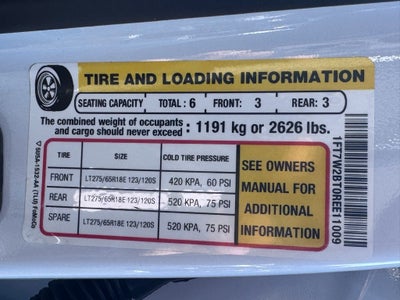 TIRE AND LOADING INFORMATION
SEATING CAPACITY TOTAL : 6 FRONT: 3 REAR: 3
The combined weight of occupants
and cargo should never exceed : 1191 kg or 2626 lbs.
TIRE SIZE COLD TIRE PRESSURE
FRONT LT275/65R18E 123/120S 420 KPA, 60 PSI
REAR LT275/65R18E 123/120S 520 KPA, 75 PSI
SPARE LT275/65R18E 123/120S 520 KPA, 75 PSI
SEE OWNERS
MANUAL FOR
ADDITIONAL
INFORMATION
1FT7W2BT0REE11009